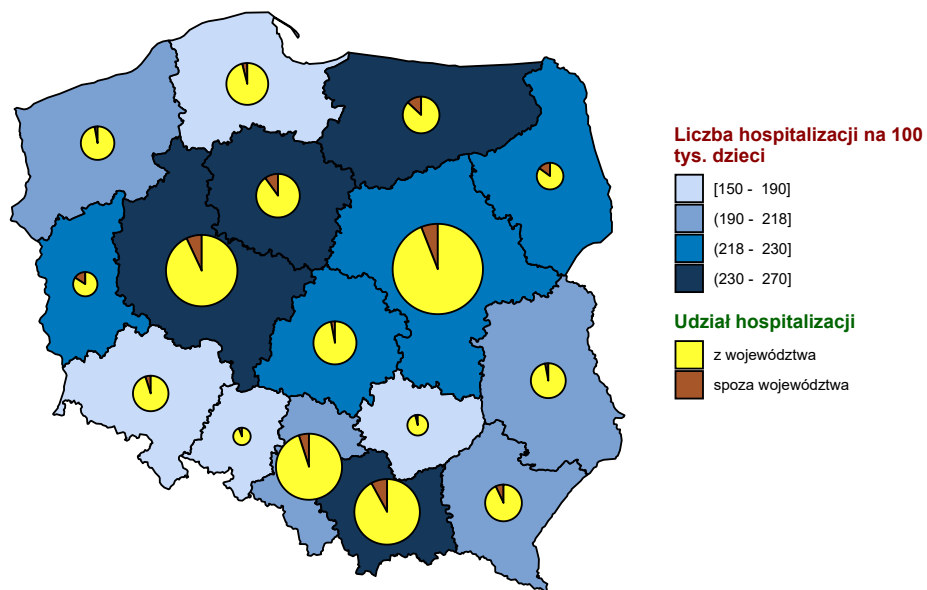 Liczba hospitalizacji na 100
tys. dzieci
[150 - 190]
(190 - 218]
(218 - 230]
(230 - 270]
Udział hospitalizacji
z województwa
spoza województwa